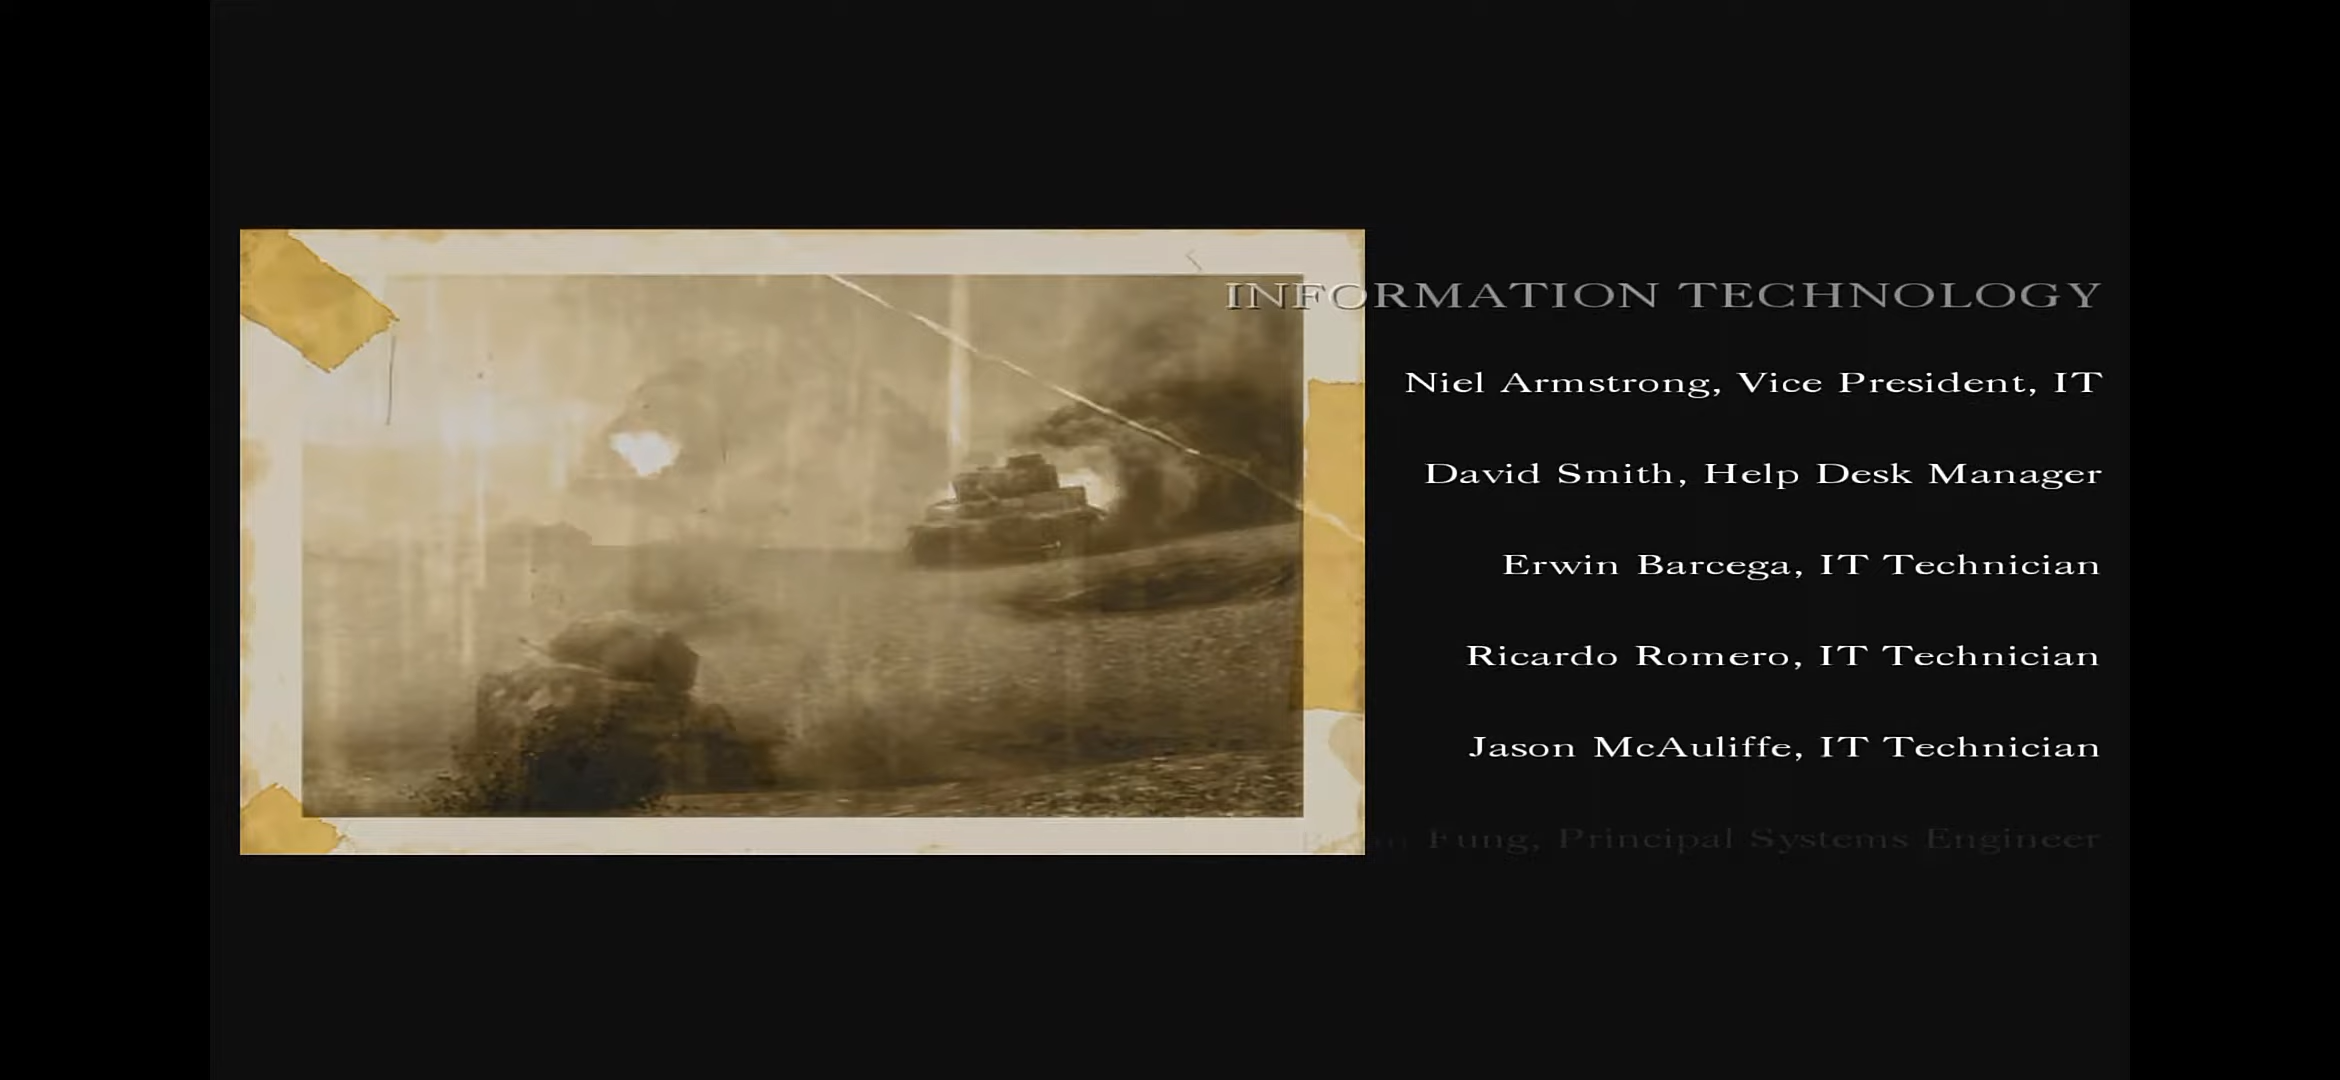 INFORMATION TECHNOLOGY
Niel Armstrong, Vice President, IT
David Smith, Help Desk Manager
Erwin Barcega, IT Technician
Ricardo Romero, IT Technician
Jason McAuliffe, IT Technician
Fung, Principal Systems Engineer